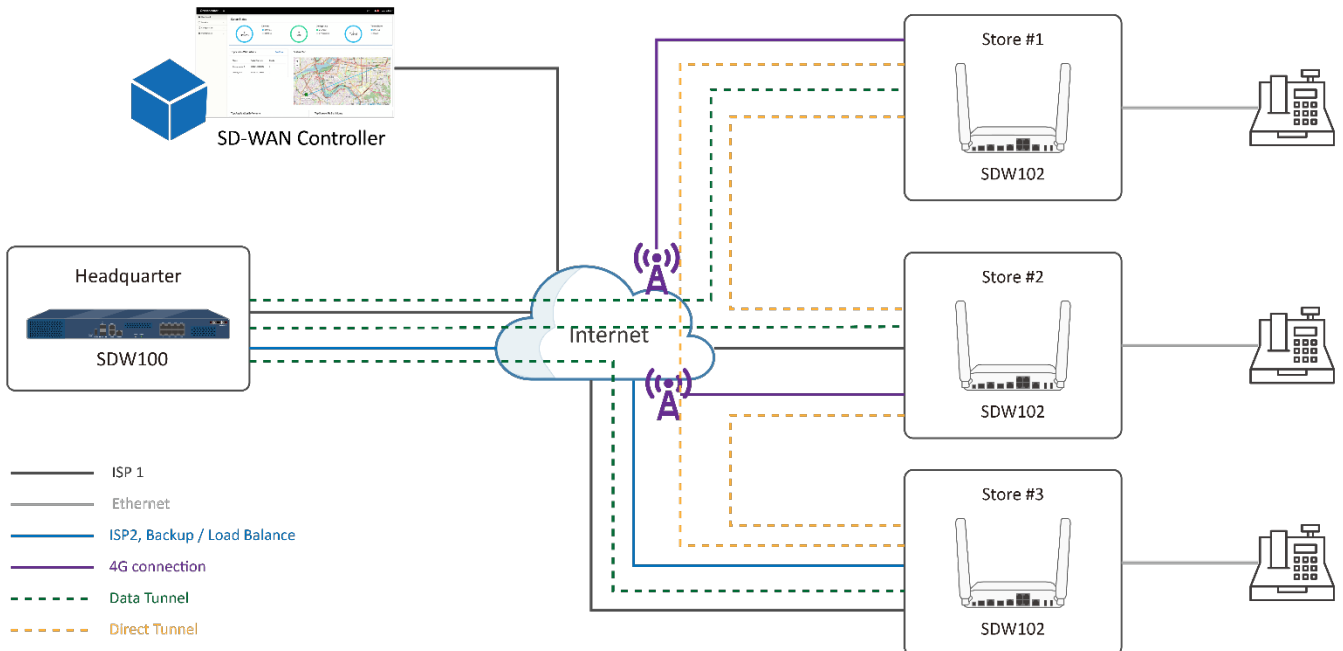 SD-WAN Controller
Store #1
SDW102
Headquarter
SDW100
Internet
Store #2
SDW102
Store #3
SDW102
ISP 1
Ethernet
ISP2, Backup / Load Balance
4G connection
Data Tunnel
Direct Tunnel